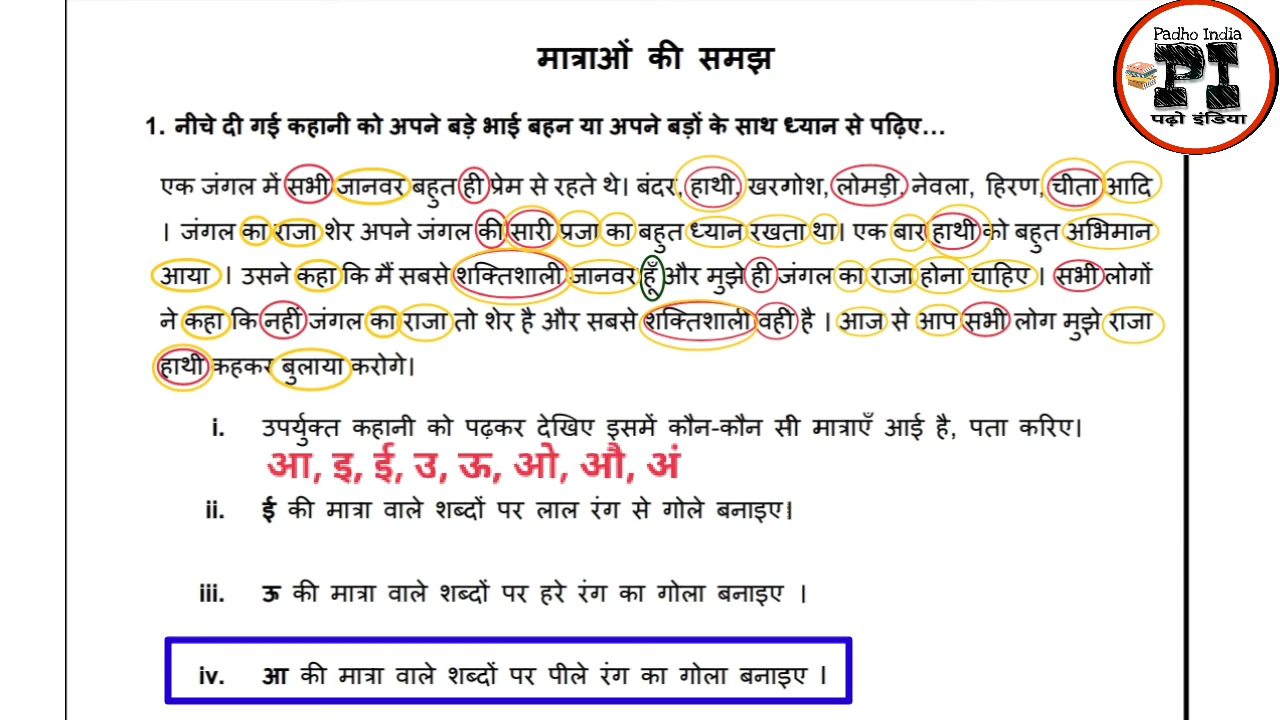 Padho India
PI
पढ़ो इंडिया
मात्राओं की समझ
1. नीचे दी गई कहानी को अपने बड़े भाई बहन या अपने बड़ों के साथ ध्यान से पढ़िए...
एक जंगल में सभी जानवर बहुत ही प्रेम से रहते थे। बंदर, हाथी, खरगोश, लोमड़ी, नेवला, हिरण, चीता आदि
। जंगल का राजा शेर अपने जंगल की सारी प्रजा का बहुत ध्यान रखता था। एक बार हाथी को बहुत अभिमान
आया । उसने कहा कि मैं सबसे शक्तिशाली जानवर हूँ और मुझे ही जंगल का राजा होना चाहिए । सभी लोगों
ने कहा कि नहीं जंगल का राजा तो शेर है और सबसे शक्तिशाली वही है । आज से आप सभी लोग मुझे राजा
हाथी कहकर बुलाया करोगे।
i. उपर्युक्त कहानी को पढ़कर देखिए इसमें कौन-कौन सी मात्राएँ आई है, पता करिए।
आ, इ, ई, उ, ऊ, ओ, औ, अं
ii. ई की मात्रा वाले शब्दों पर लाल रंग से गोले बनाइए।
iii. ऊ की मात्रा वाले शब्दों पर हरे रंग का गोला बनाइए ।
iv. आ की मात्रा वाले शब्दों पर पीले रंग का गोला बनाइए ।